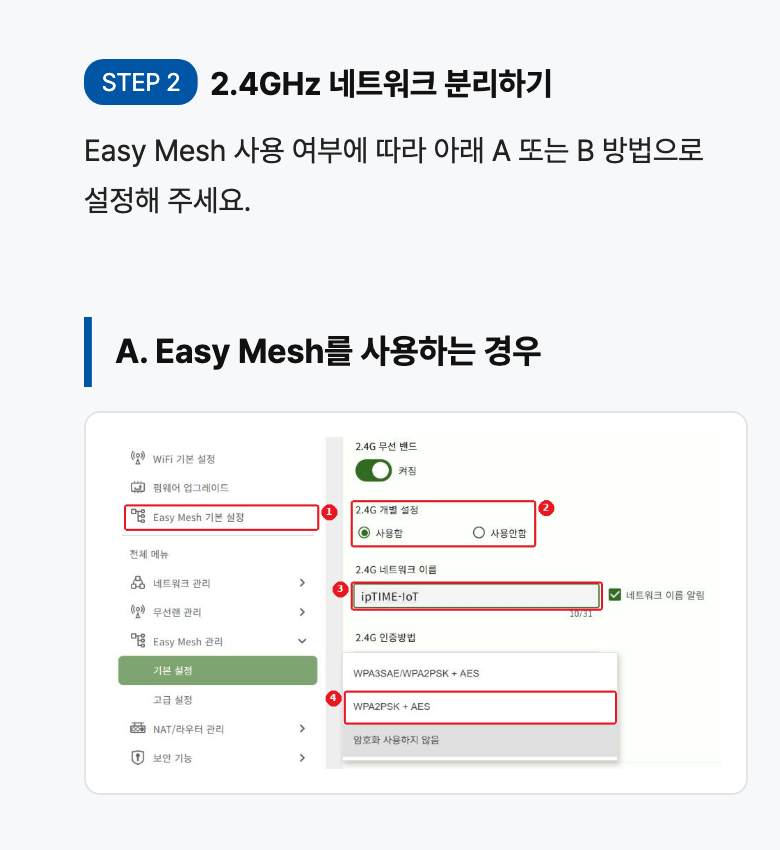 STEP 2 2.4GHz 네트워크 분리하기
Easy Mesh 사용 여부에 따라 아래 A 또는 B 방법으로
설정해 주세요.
A. Easy Mesh를 사용하는 경우
WiFi 기본 설정
펌웨어 업그레이드
Easy Mesh 기본 설정
1
전체 메뉴
네트워크 관리
무선랜 관리
Easy Mesh 관리
기본 설정
고급 설정
NAT/라우터 관리
보안 기능
2.4G 무선 밴드
켜짐
2.4G 개별 설정
2
사용함
사용안함
2.4G 네트워크 이름
3
ipTIME-IoT
네트워크 이름 알림
10/31
2.4G 인증방법
WPA3SAE/WPA2PSK + AES
4
WPA2PSK + AES
암호화 사용하지 않음